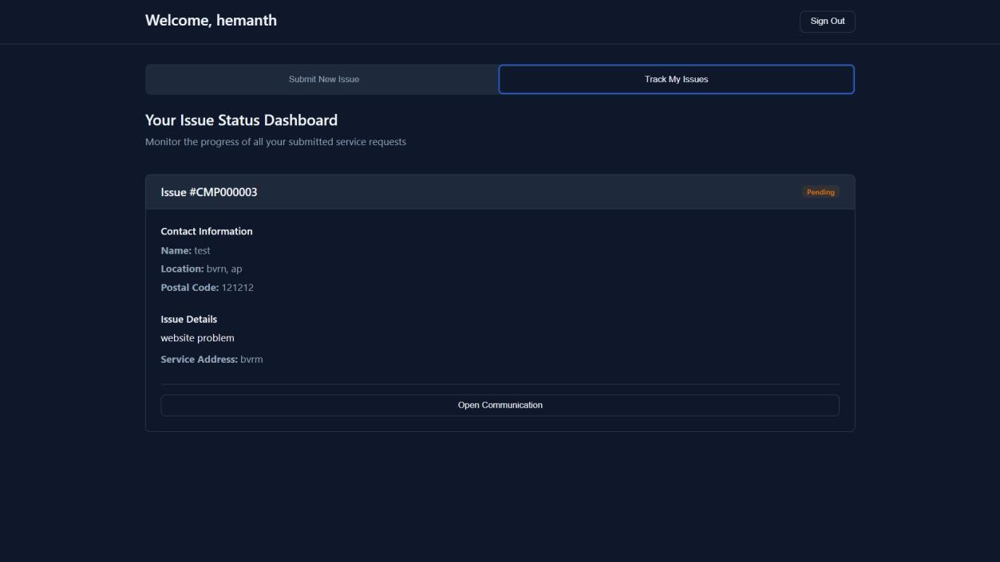 Welcome, hemanth
Sign Out
Submit New Issue
Track My Issues
Your Issue Status Dashboard
Monitor the progress of all your submitted service requests
Issue #CMP000003
Pending
Contact Information
Name: test
Location: bvrn, ap
Postal Code: 121212
Issue Details
website problem
Service Address: bvrm
Open Communication